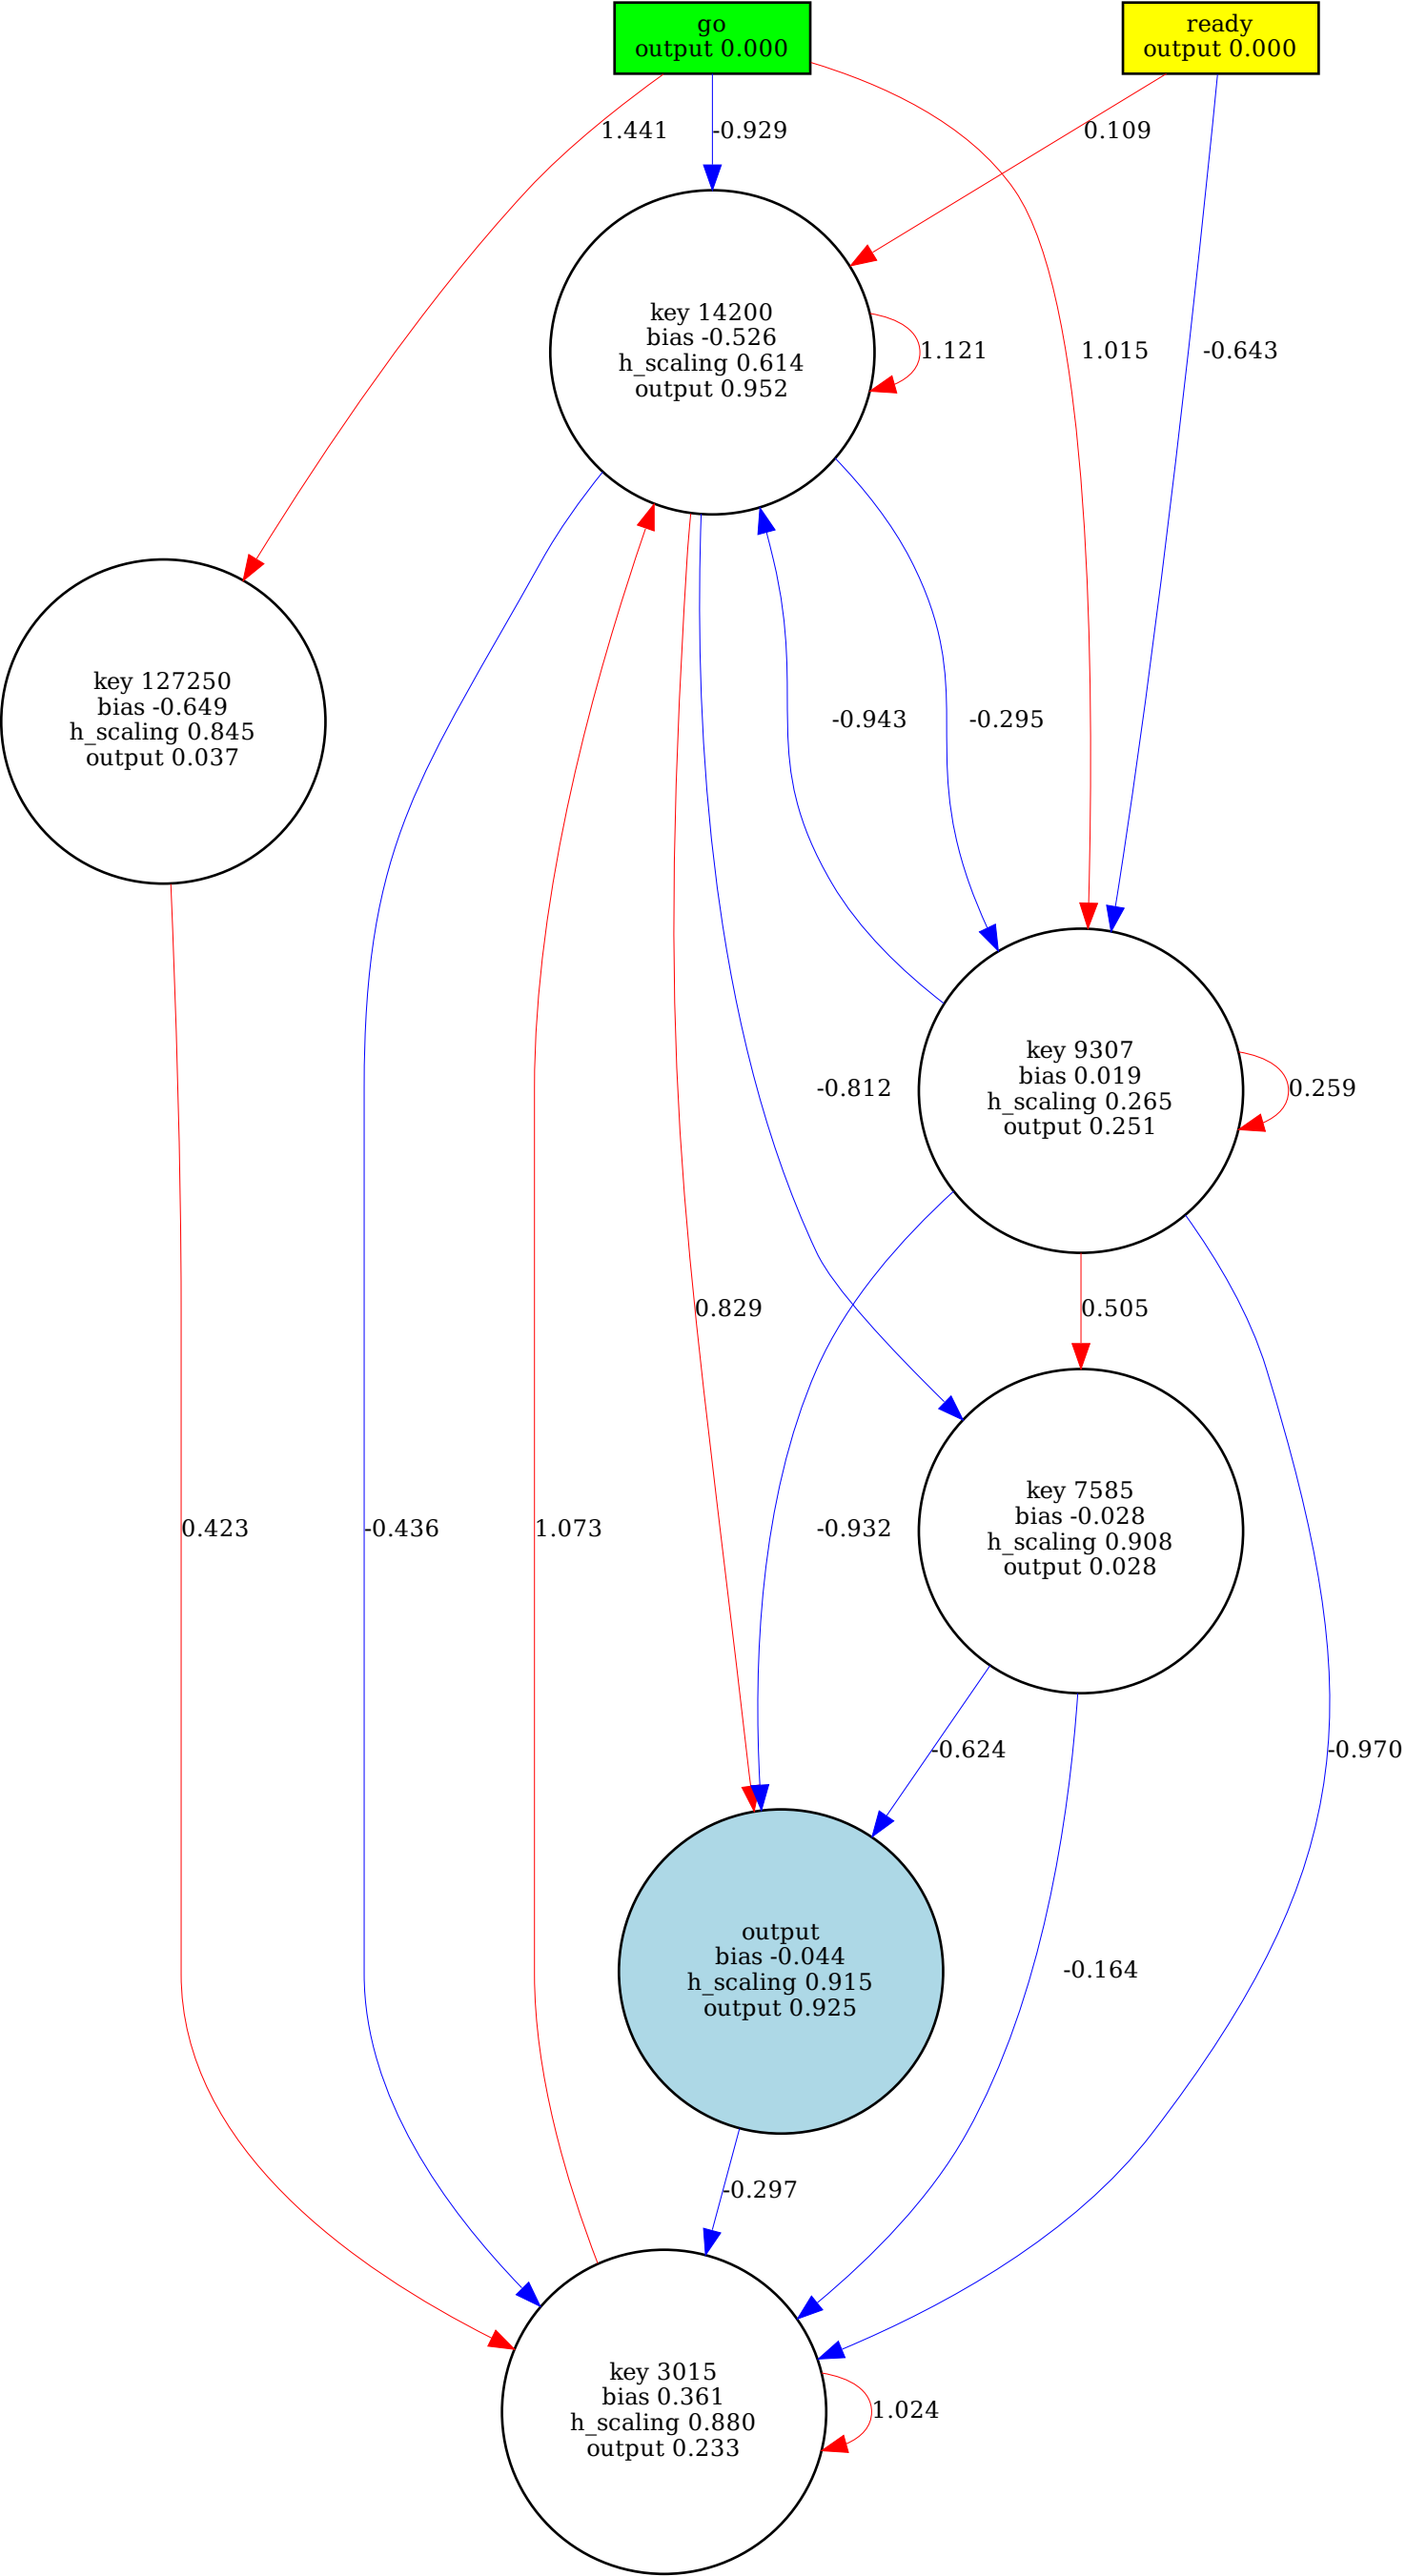 go
output 0.000
ready
output 0.000
1.441
-0.929
0.109
key 14200
bias -0.526
h_scaling 0.614
output 0.952
1.121
1.015
-0.643
key 127250
bias -0.649
h_scaling 0.845
output 0.037
-0.943
-0.295
key 9307
bias 0.019
h_scaling 0.265
output 0.251
-0.812
0.259
0.829
0.505
key 7585
bias -0.028
h_scaling 0.908
output 0.028
0.423
-0.436
1.073
-0.932
-0.624
-0.970
output
bias -0.044
h_scaling 0.915
output 0.925
-0.164
-0.297
key 3015
bias 0.361
h_scaling 0.880
output 0.233
1.024